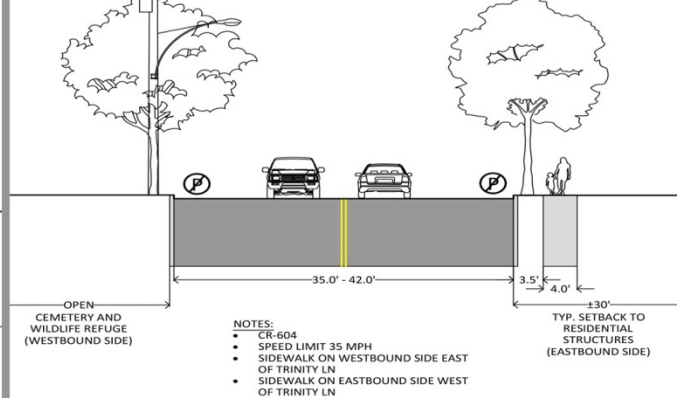 P
P
35.0' - 42.0'
3.5'
4.0'
OPEN
CEMETERY AND
WILDLIFE REFUGE
(WESTBOUND SIDE)
±30'
TYP. SETBACK TO
RESIDENTIAL
STRUCTURES
(EASTBOUND SIDE)
NOTES:
• CR-604
• SPEED LIMIT 35 MPH
• SIDEWALK ON WESTBOUND SIDE EAST
OF TRINITY LN
• SIDEWALK ON EASTBOUND SIDE WEST
OF TRINITY LN